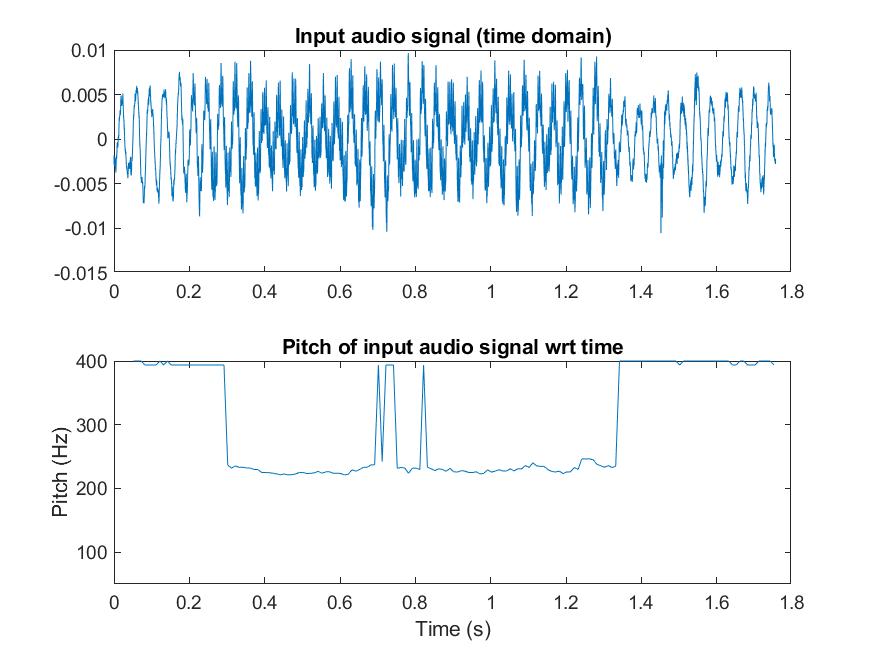 Input audio signal (time domain)
0.01
0.005
0
-0.005
-0.01
-0.015
0 0.2 0.4 0.6 0.8 1 1.2 1.4 1.6 1.8
Pitch of input audio signal wrt time
400
300
200
100
Pitch (Hz)
0 0.2 0.4 0.6 0.8 1 1.2 1.4 1.6 1.8
Time (s)